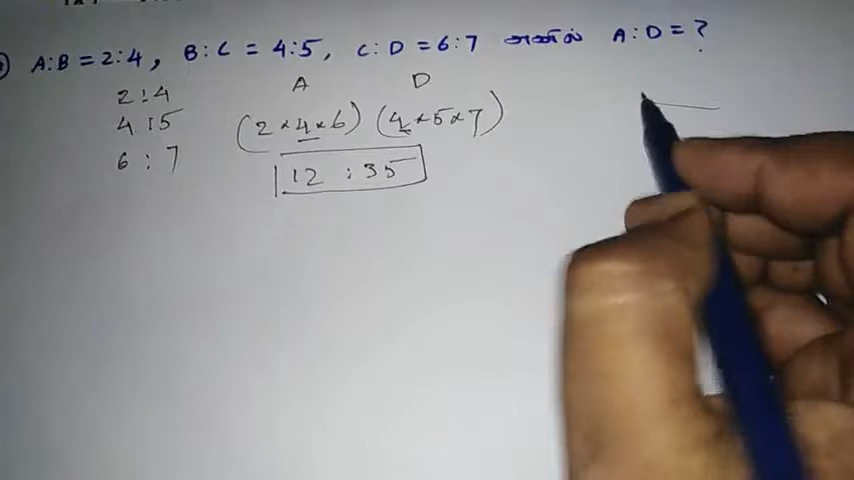 A:B = 2:4, B:C = 4:5, C:D = 6:7 எனில் A:D = ?
2:4 A D
4:5 (2×4×6) (4×5×7)
6:7 12 : 35